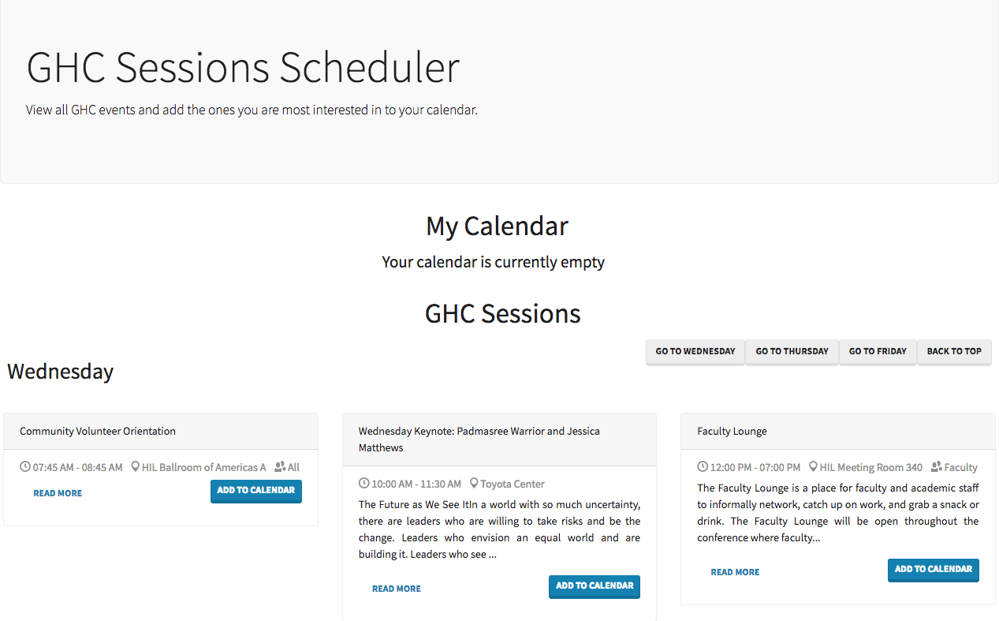 GHC Sessions Scheduler
View all GHC events and add the ones you are most interested in to your calendar.
My Calendar
Your calendar is currently empty
GHC Sessions
GO TO WEDNESDAY GO TO THURSDAY GO TO FRIDAY BACK TO TOP
Wednesday
Community Volunteer Orientation
07:45 AM - 08:45 AM HIL Ballroom of Americas A All
READ MORE ADD TO CALENDAR
Wednesday Keynote: Padmasree Warrior and Jessica
Matthews
10:00 AM - 11:30 AM Toyota Center
The Future as We See ItIn a world with so much uncertainty,
there are leaders who are willing to take risks and be the
change. Leaders who envision an equal world and are
building it. Leaders who see ...
READ MORE ADD TO CALENDAR
Faculty Lounge
12:00 PM - 07:00 PM HIL Meeting Room 340 Faculty
The Faculty Lounge is a place for faculty and academic staff
to informally network, catch up on work, and grab a snack or
drink. The Faculty Lounge will be open throughout the
conference where faculty...
READ MORE ADD TO CALENDAR